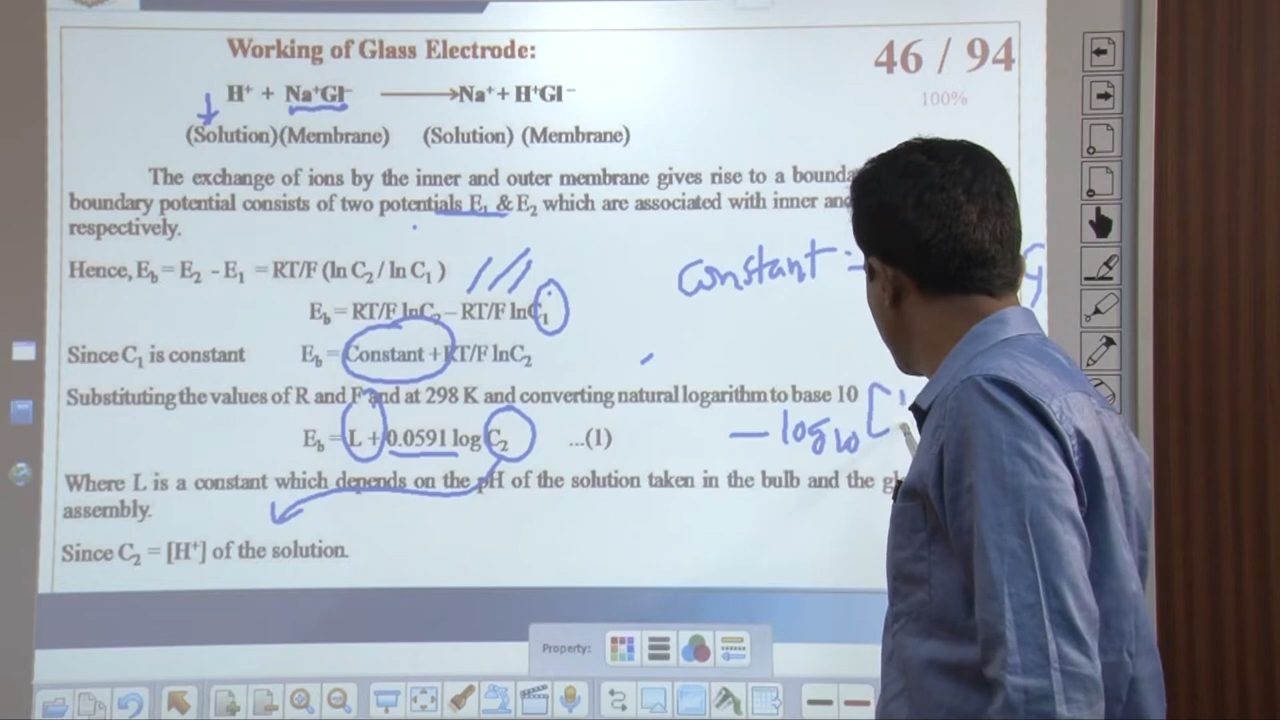 Working of Glass Electrode:
46 / 94
100%
H⁺ + Na⁺Gl⁻ ⟶ Na⁺ + H⁺Gl⁻
(Solution)(Membrane) (Solution) (Membrane)
The exchange of ions by the inner and outer membrane gives rise to a
boundary potential consists of two potentials E₁ & E₂ which are associated with inner
respectively.
Hence, E_b = E₂ - E₁ = RT/F (ln C₂ / ln C₁ )
constant =
E_b = RT/F lnC₂ – RT/F lnC₁
Since C₁ is constant E_b = Constant + RT/F lnC₂
Substituting the values of R and F and at 298 K and converting natural logarithm to base 10
E_b = L + 0.0591 log C₂ ...(1)
— log₁₀ [
Where L is a constant which depends on the pH of the solution taken in the bulb and the
assembly.
Since C₂ = [H⁺] of the solution.
Property: